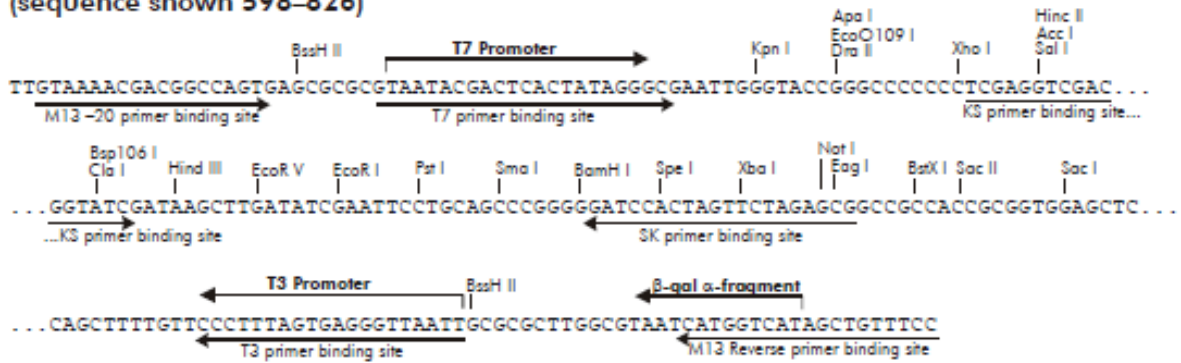 (sequence shown 598–826)
Apa I Hinc II
EcoO109 I Acc I
BssH II T7 Promoter Kpn I Dra II Xho I Sal I
TTGTAAAACGACGGCCAGTGAGCGCGCGTAATACGACTCACTATAGGGCGAATTGGGTACCGGGCCCCCCCTCGAGGTCGAC...
M13 –20 primer binding site T7 primer binding site KS primer binding site...
Bsp106 I Not I
Cla I Hind III EcoR V EcoR I Pst I Sma I BamH I Spe I Xba I Eag I BstX I Sac II Sac I
...GGTATCGATAAGCTTGATATCGAATTCCTGCAGCCCGGGGGATCCACTAGTTCTAGAGCGGCCGCCACCGCGGTGGAGCTC...
...KS primer binding site SK primer binding site
T3 Promoter BssH II β-gal α-fragment
...CAGCTTTTGTTCCCTTTAGTGAGGGTTAATTGCGCGCTTGGCGTAATCATGGTCATAGCTGTTTCC
T3 primer binding site M13 Reverse primer binding site